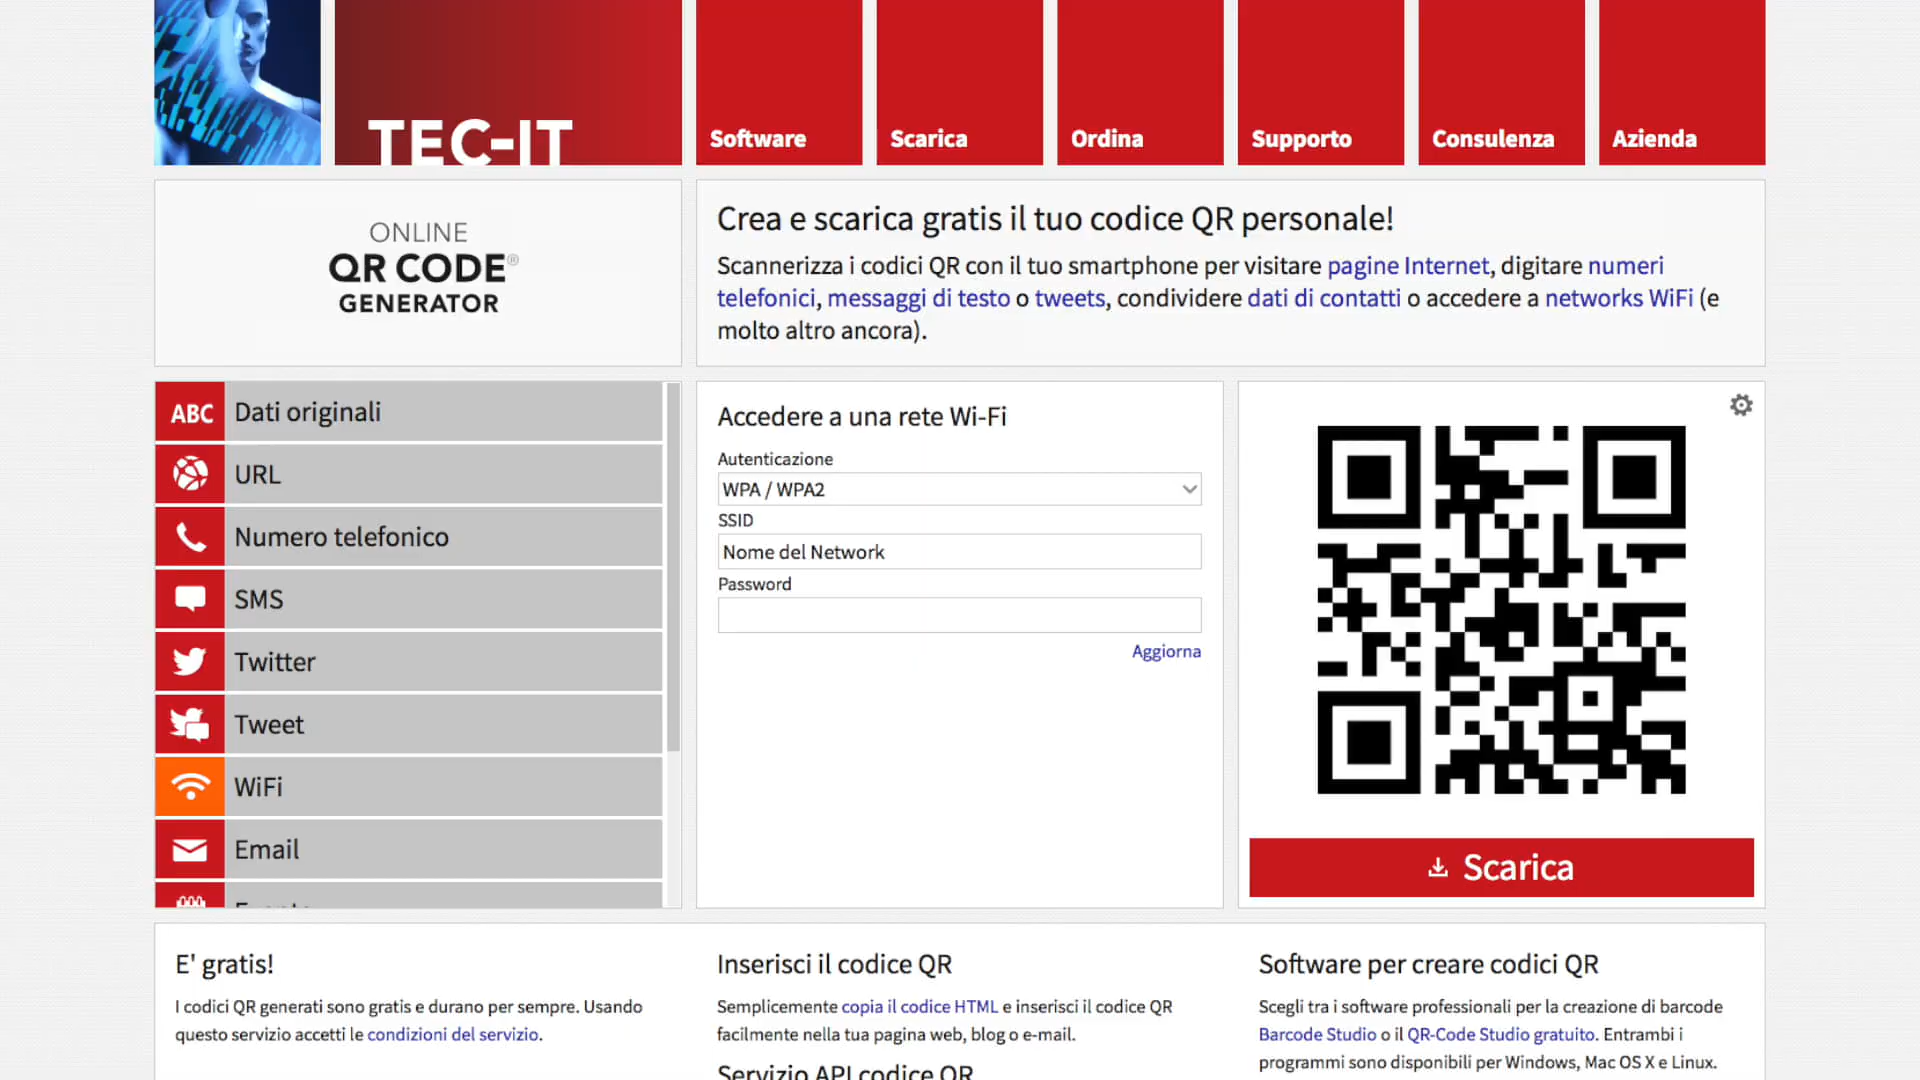 TEC-IT
Software
Scarica
Ordina
Supporto
Consulenza
Azienda
ONLINE
QR CODE®
GENERATOR
Crea e scarica gratis il tuo codice QR personale!
Scannerizza i codici QR con il tuo smartphone per visitare pagine Internet, digitare numeri
telefonici, messaggi di testo o tweets, condividere dati di contatti o accedere a networks WiFi (e
molto altro ancora).
ABC Dati originali
URL
Numero telefonico
SMS
Twitter
Tweet
WiFi
Email
Accedere a una rete Wi-Fi
Autenticazione
WPA / WPA2
SSID
Nome del Network
Password
Aggiorna
Scarica
E' gratis!
I codici QR generati sono gratis e durano per sempre. Usando
questo servizio accetti le condizioni del servizio.
Inserisci il codice QR
Semplicemente copia il codice HTML e inserisci il codice QR
facilmente nella tua pagina web, blog o e-mail.
Servizio API codice QR
Software per creare codici QR
Scegli tra i software professionali per la creazione di barcode
Barcode Studio o il QR-Code Studio gratuito. Entrambi i
programmi sono disponibili per Windows, Mac OS X e Linux.